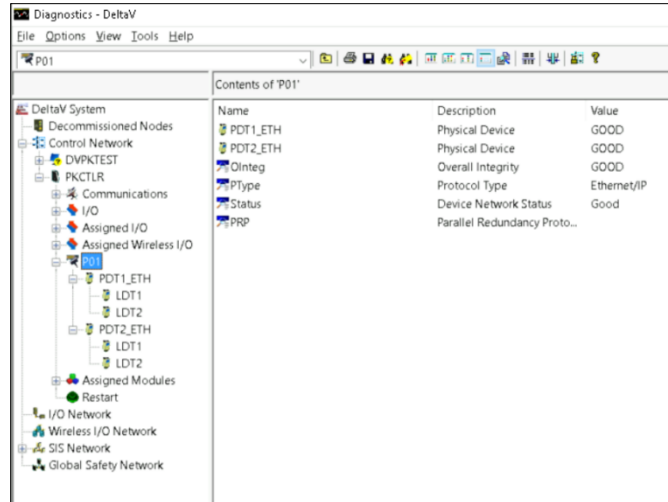 Diagnostics - DeltaV
File Options View Tools Help
P01
Contents of 'P01'
DeltaV System
Decommissioned Nodes
Control Network
DVPKTEST
PKCTLR
Communications
I/O
Assigned I/O
Assigned Wireless I/O
P01
PDT1_ETH
LDT1
LDT2
PDT2_ETH
LDT1
LDT2
Assigned Modules
Restart
I/O Network
Wireless I/O Network
SIS Network
Global Safety Network
Name Description Value
PDT1_ETH Physical Device GOOD
PDT2_ETH Physical Device GOOD
OInteg Overall Integrity GOOD
PType Protocol Type Ethernet/IP
Status Device Network Status Good
PRP Parallel Redundancy Proto...